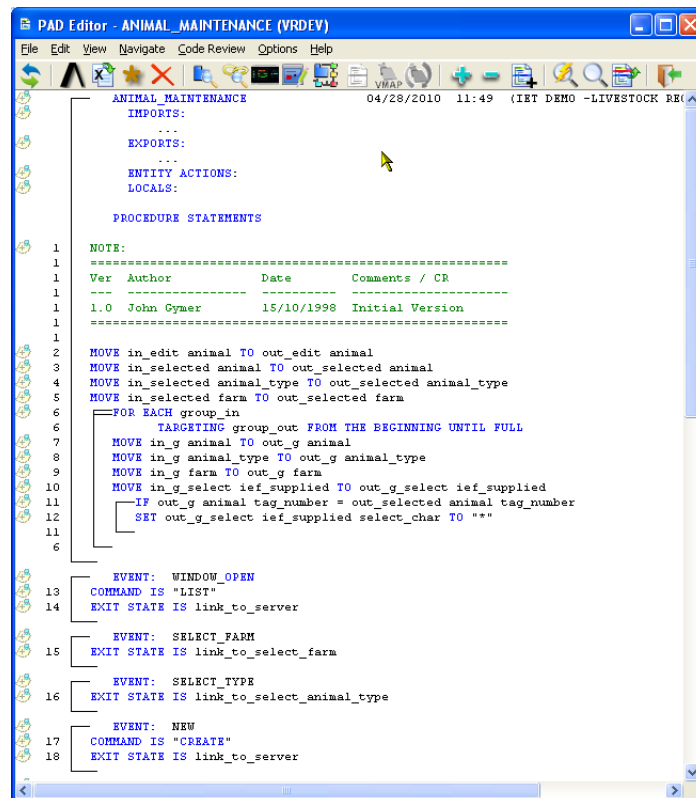 PAD Editor - ANIMAL_MAINTENANCE (VRDEV)
File Edit View Navigate Code Review Options Help
VMAP
ANIMAL_MAINTENANCE 04/28/2010 11:49 (IET DEMO -LIVESTOCK
IMPORTS:
...
EXPORTS:
...
ENTITY ACTIONS:
LOCALS:
PROCEDURE STATEMENTS
1 NOTE:
1 ========================================================
1 Ver Author Date Comments / CR
1 --- ---------------- ---------- ---------------------
1 1.0 John Gymer 15/10/1998 Initial Version
1 ========================================================
1
2 MOVE in_edit animal TO out_edit animal
3 MOVE in_selected animal TO out_selected animal
4 MOVE in_selected animal_type TO out_selected animal_type
5 MOVE in_selected farm TO out_selected farm
6 FOR EACH group_in
6 TARGETING group_out FROM THE BEGINNING UNTIL FULL
7 MOVE in_g animal TO out_g animal
8 MOVE in_g animal_type TO out_g animal_type
9 MOVE in_g farm TO out_g farm
10 MOVE in_g_select ief_supplied TO out_g_select ief_supplied
11 IF out_g animal tag_number = out_selected animal tag_number
12 SET out_g_select ief_supplied select_char TO "*"
11
6
EVENT: WINDOW_OPEN
13 COMMAND IS "LIST"
14 EXIT STATE IS link_to_server
EVENT: SELECT_FARM
15 EXIT STATE IS link_to_select_farm
EVENT: SELECT_TYPE
16 EXIT STATE IS link_to_select_animal_type
EVENT: NEW
17 COMMAND IS "CREATE"
18 EXIT STATE IS link_to_server